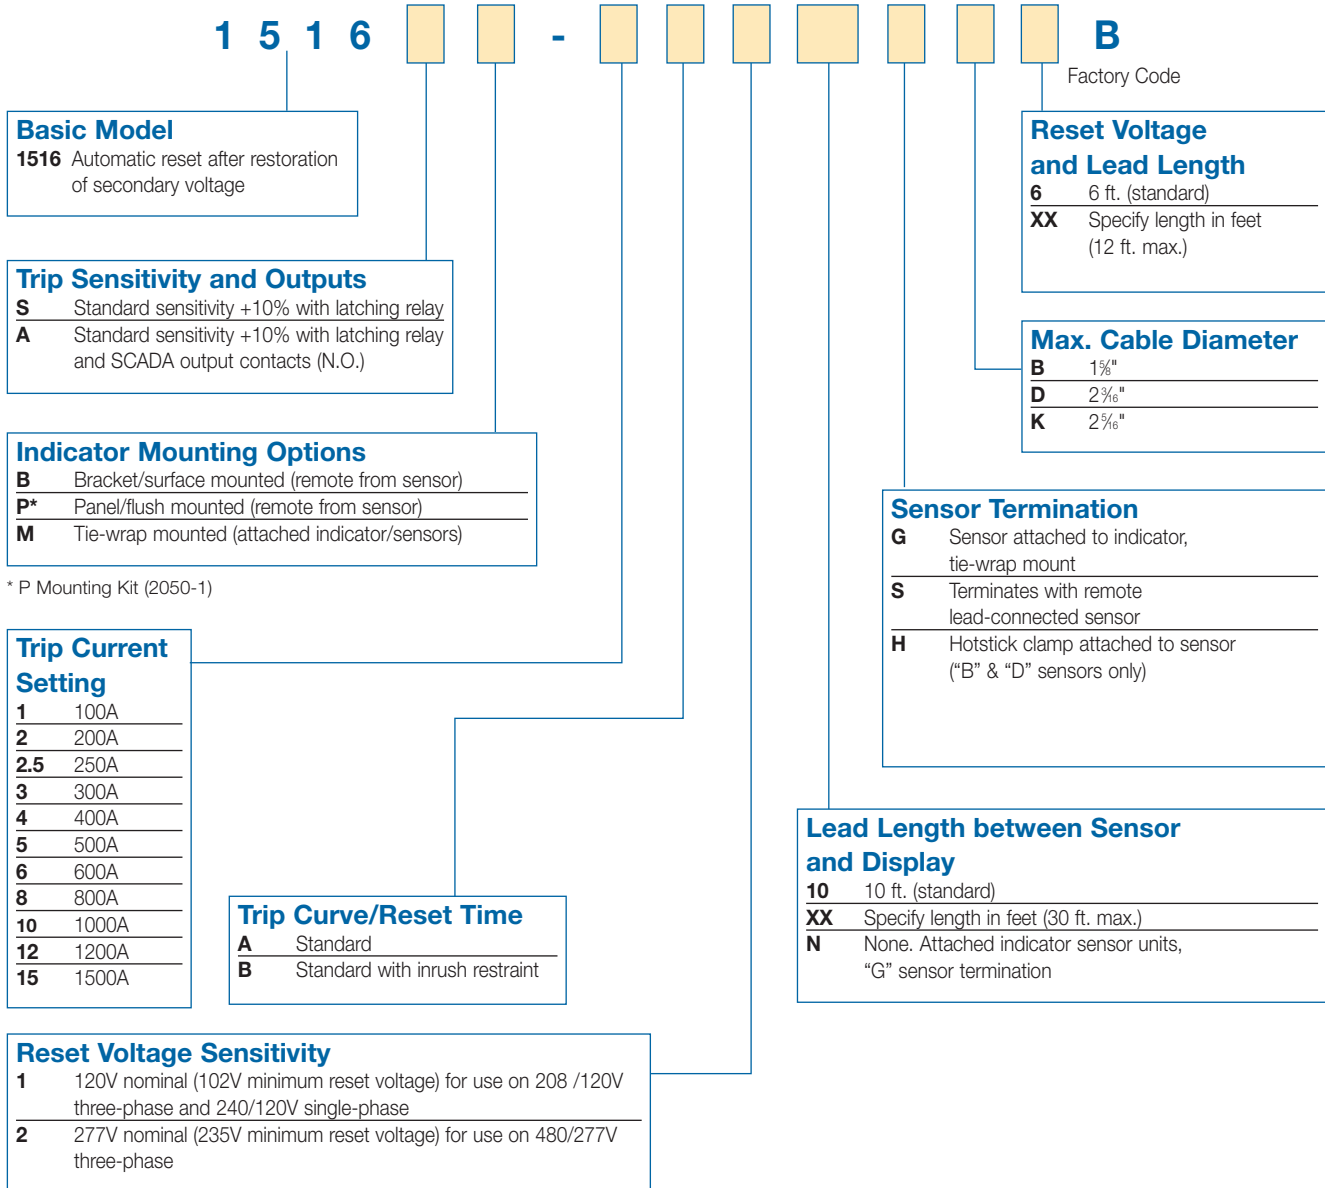 1 5 1 6 - B
Factory Code
Basic Model
1516 Automatic reset after restoration
of secondary voltage
Reset Voltage
and Lead Length
6 6 ft. (standard)
XX Specify length in feet
(12 ft. max.)
Trip Sensitivity and Outputs
S Standard sensitivity +10% with latching relay
A Standard sensitivity +10% with latching relay
and SCADA output contacts (N.O.)
Max. Cable Diameter
B 1⅝"
D 2³⁄₁₆"
K 2⁵⁄₁₆"
Indicator Mounting Options
B Bracket/surface mounted (remote from sensor)
P* Panel/flush mounted (remote from sensor)
M Tie-wrap mounted (attached indicator/sensors)
* P Mounting Kit (2050-1)
Sensor Termination
G Sensor attached to indicator,
tie-wrap mount
S Terminates with remote
lead-connected sensor
H Hotstick clamp attached to sensor
("B" & "D" sensors only)
Trip Current
Setting
1 100A
2 200A
2.5 250A
3 300A
4 400A
5 500A
6 600A
8 800A
10 1000A
12 1200A
15 1500A
Trip Curve/Reset Time
A Standard
B Standard with inrush restraint
Lead Length between Sensor
and Display
10 10 ft. (standard)
XX Specify length in feet (30 ft. max.)
N None. Attached indicator sensor units,
"G" sensor termination
Reset Voltage Sensitivity
1 120V nominal (102V minimum reset voltage) for use on 208 /120V
three-phase and 240/120V single-phase
2 277V nominal (235V minimum reset voltage) for use on 480/277V
three-phase